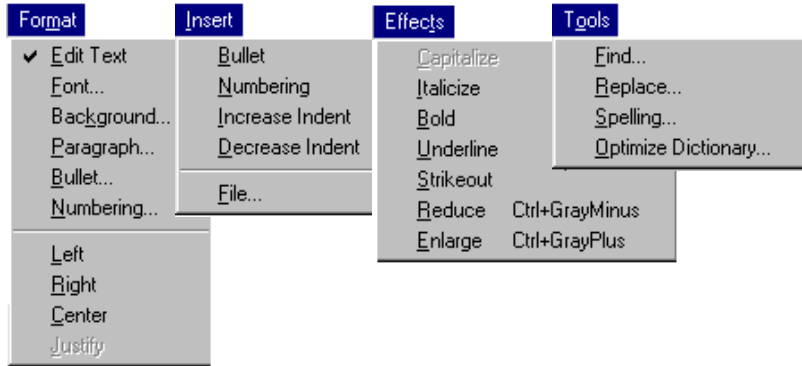 Format
Edit Text
Font...
Background...
Paragraph...
Bullet...
Numbering...
Left
Right
Center
Justify
Insert
Bullet
Numbering
Increase Indent
Decrease Indent
File...
Effects
Capitalize
Italicize
Bold
Underline
Strikeout
Reduce Ctrl+GrayMinus
Enlarge Ctrl+GrayPlus
Tools
Find...
Replace...
Spelling...
Optimize Dictionary...